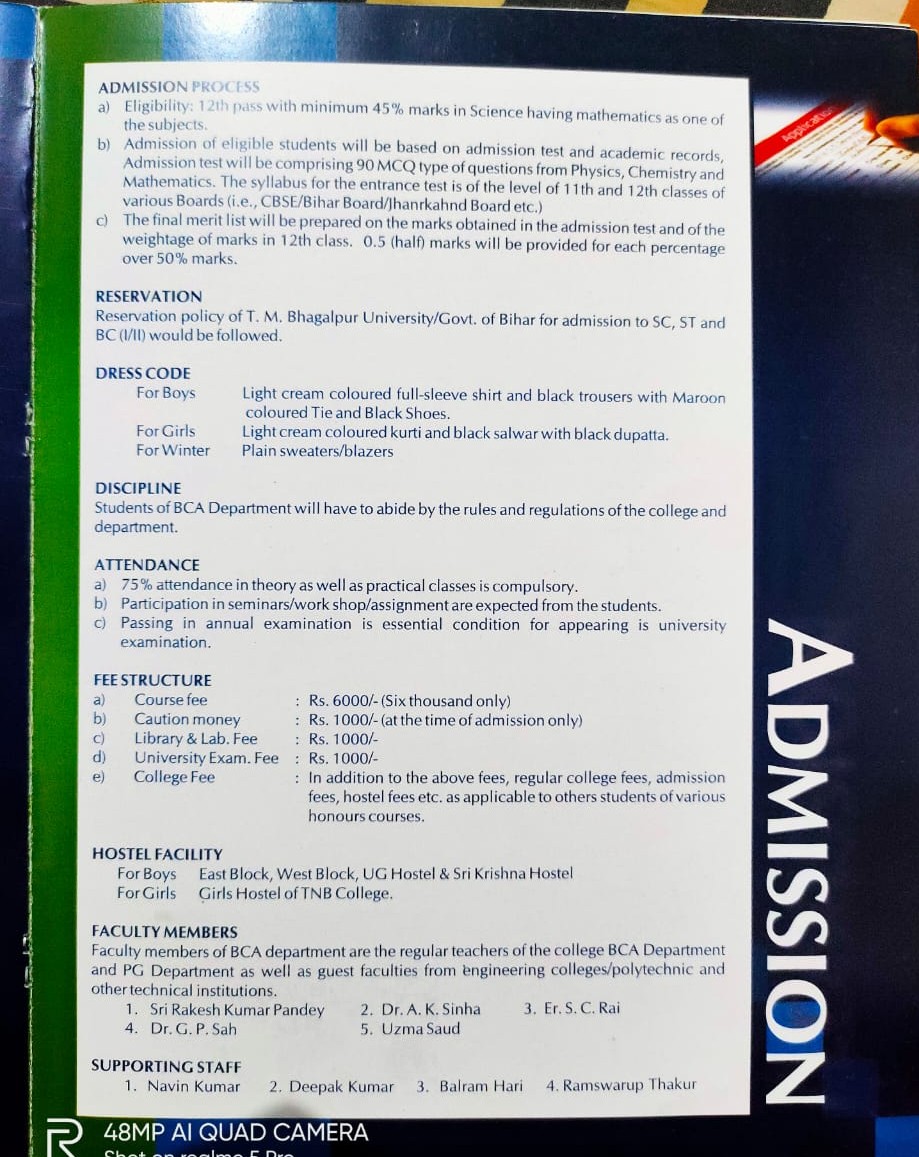 ADMISSION PROCESS
a) Eligibility: 12th pass with minimum 45% marks in Science having mathematics as one of
the subjects.
b) Admission of eligible students will be based on admission test and academic records,
Admission test will be comprising 90 MCQ type of questions from Physics, Chemistry and
Mathematics. The syllabus for the entrance test is of the level of 11th and 12th classes of
various Boards (i.e., CBSE/Bihar Board/Jhanrkahnd Board etc.)
c) The final merit list will be prepared on the marks obtained in the admission test and of the
weightage of marks in 12th class. 0.5 (half) marks will be provided for each percentage
over 50% marks.
RESERVATION
Reservation policy of T. M. Bhagalpur University/Govt. of Bihar for admission to SC, ST and
BC (I/II) would be followed.
DRESS CODE
For Boys Light cream coloured full-sleeve shirt and black trousers with Maroon
coloured Tie and Black Shoes.
For Girls Light cream coloured kurti and black salwar with black dupatta.
For Winter Plain sweaters/blazers
DISCIPLINE
Students of BCA Department will have to abide by the rules and regulations of the college and
department.
ATTENDANCE
a) 75% attendance in theory as well as practical classes is compulsory.
b) Participation in seminars/work shop/assignment are expected from the students.
c) Passing in annual examination is essential condition for appearing is university
examination.
FEE STRUCTURE
a) Course fee : Rs. 6000/- (Six thousand only)
b) Caution money : Rs. 1000/- (at the time of admission only)
c) Library & Lab. Fee : Rs. 1000/-
d) University Exam. Fee : Rs. 1000/-
e) College Fee : In addition to the above fees, regular college fees, admission
fees, hostel fees etc. as applicable to others students of various
honours courses.
HOSTEL FACILITY
For Boys East Block, West Block, UG Hostel & Sri Krishna Hostel
For Girls Girls Hostel of TNB College.
FACULTY MEMBERS
Faculty members of BCA department are the regular teachers of the college BCA Department
and PG Department as well as guest faculties from engineering colleges/polytechnic and
other technical institutions.
1. Sri Rakesh Kumar Pandey 2. Dr. A. K. Sinha 3. Er. S. C. Rai
4. Dr. G. P. Sah 5. Uzma Saud
SUPPORTING STAFF
1. Navin Kumar 2. Deepak Kumar 3. Balram Hari 4. Ramswarup Thakur
ADMISSION
48MP AI QUAD CAMERA
Shot on realme 5 Pro